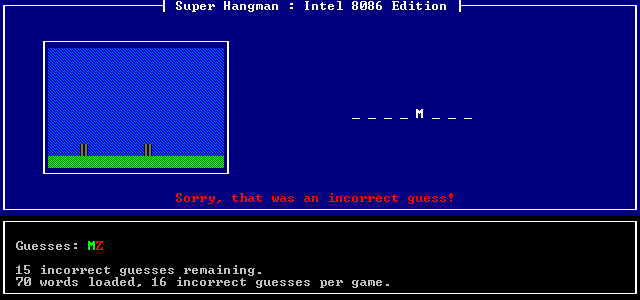 Super Hangman : Intel 8086 Edition
_ _ _ _ M _ _ _
Sorry, that was an incorrect guess!
Guesses: MZ
15 incorrect guesses remaining.
70 words loaded, 16 incorrect guesses per game.